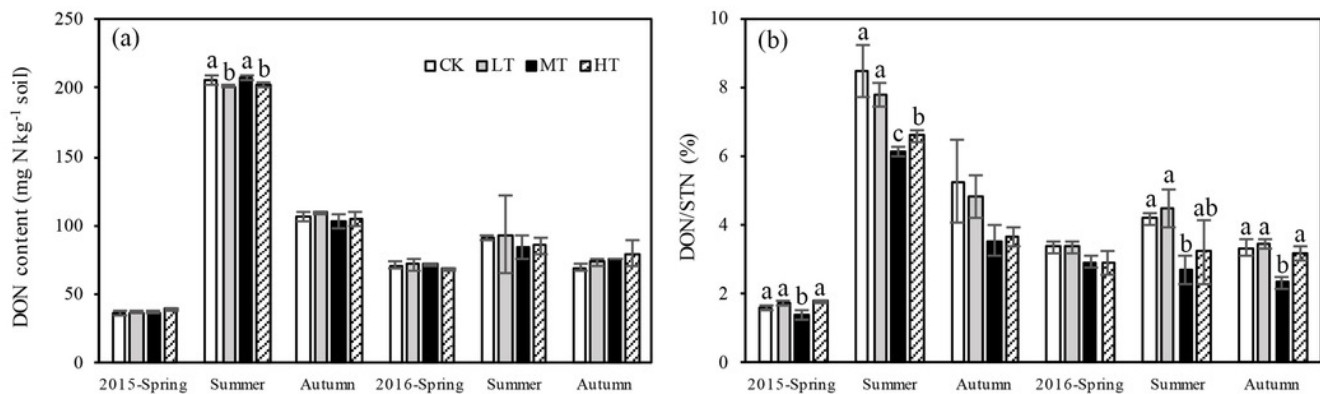 (a)
DON content (mg N kg⁻¹ soil)
250
200
150
100
50
0
a b a b
CK LT MT HT
2015-Spring Summer Autumn 2016-Spring Summer Autumn
(b)
DON/STN (%)
10
8
6
4
2
0
a a b a
a a c b
a a b ab
a a b a
2015-Spring Summer Autumn 2016-Spring Summer Autumn